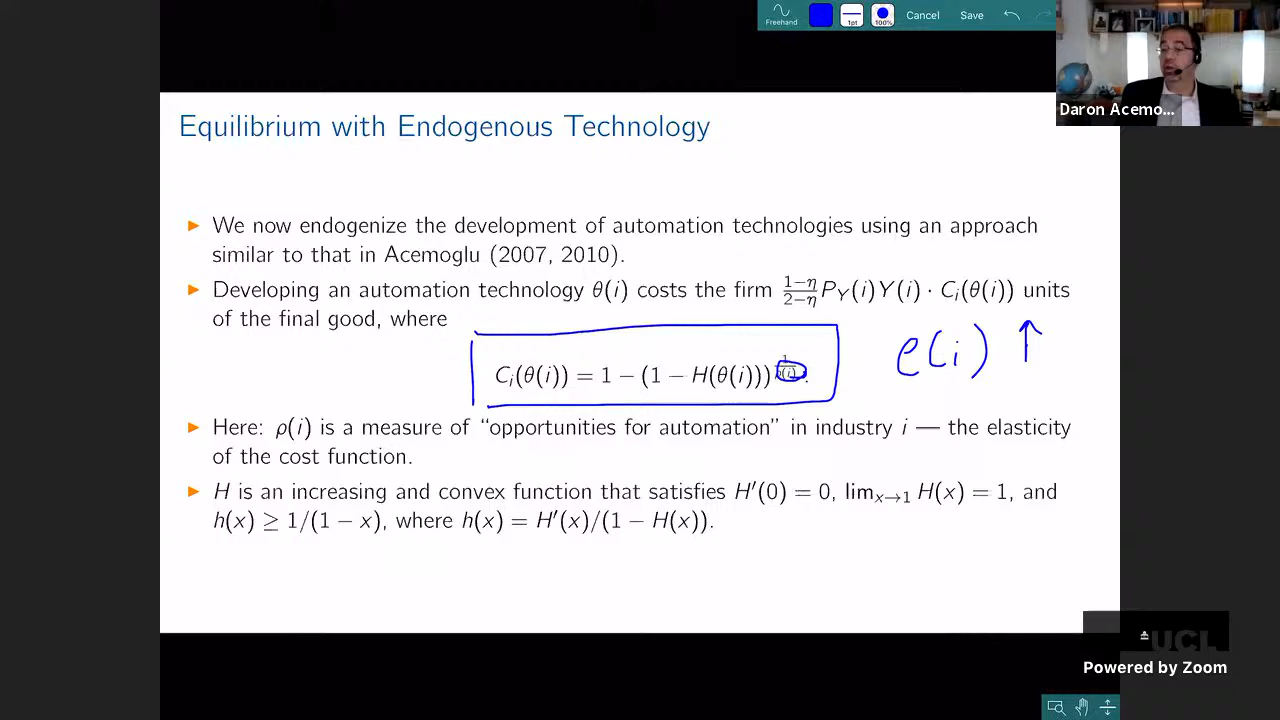 Freehand 1pt 100% Cancel Save
Daron Acemo...
Equilibrium with Endogenous Technology
▶ We now endogenize the development of automation technologies using an approach
similar to that in Acemoglu (2007, 2010).
▶ Developing an automation technology θ(i) costs the firm (1−η)/(2−η) P_Y(i)Y(i) · C_i(θ(i)) units
of the final good, where
ρ(i) ↑
C_i(θ(i)) = 1 − (1 − H(θ(i)))^{1/ρ(i)}.
▶ Here: ρ(i) is a measure of “opportunities for automation” in industry i — the elasticity
of the cost function.
▶ H is an increasing and convex function that satisfies H′(0) = 0, lim_{x→1} H(x) = 1, and
h(x) ≥ 1/(1 − x), where h(x) = H′(x)/(1 − H(x)).
UCL
Powered by Zoom